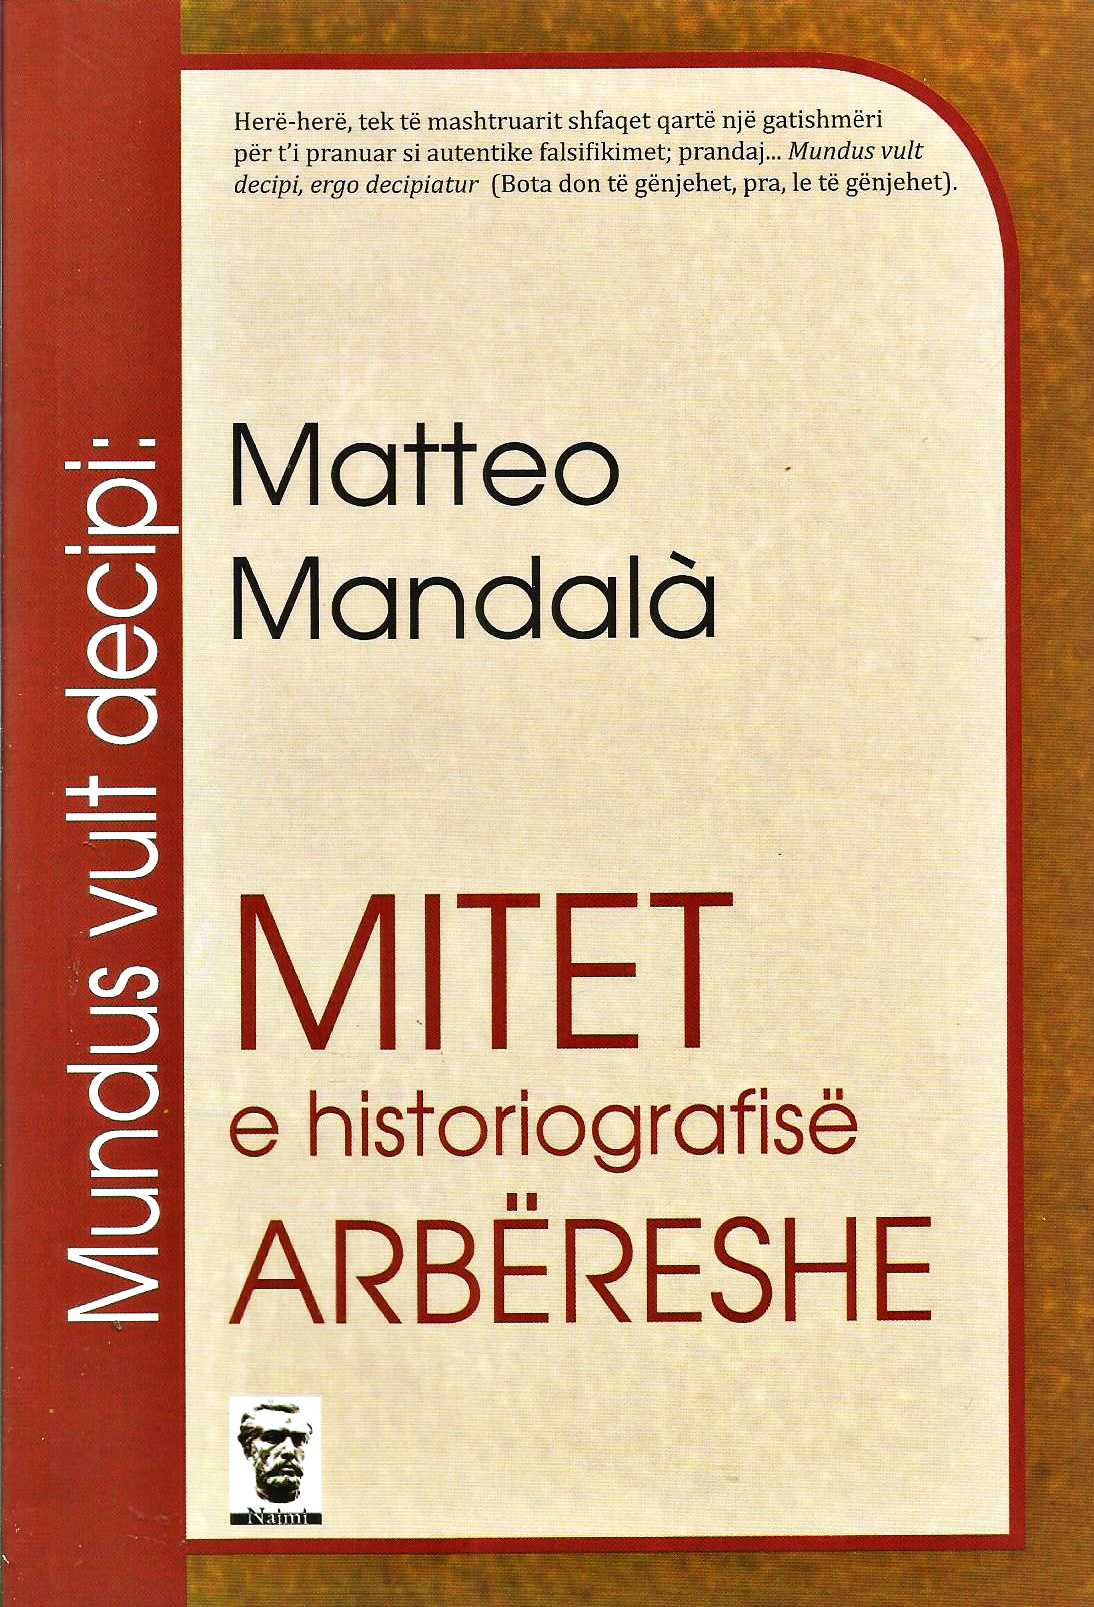 Herë-herë, tek të mashtruarit shfaqet qartë një gatishmëri
për t'i pranuar si autentike falsifikimet; prandaj... Mundus vult
decipi, ergo decipiatur (Bota don të gënjehet, pra, le të gënjehet).
Mundus vult decipi:
Matteo
Mandalà
MITET
e historiografisë
ARBËRESHE
Naimi